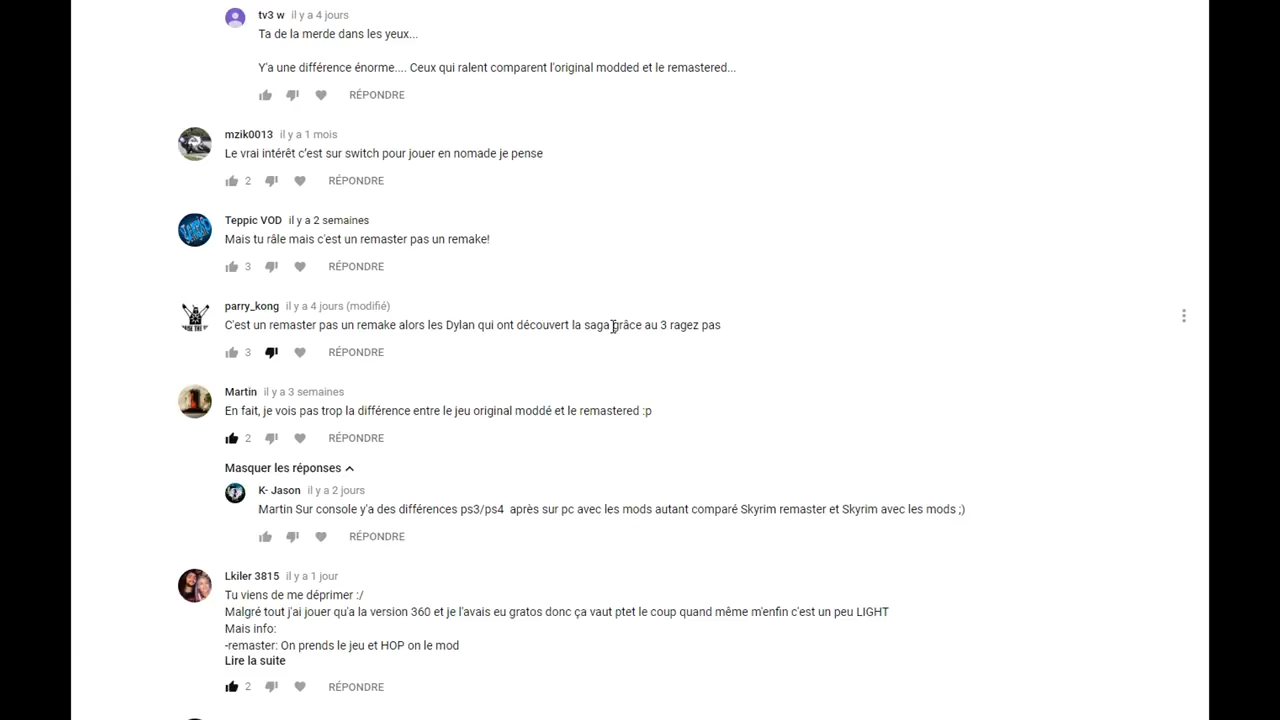 tv3 w il y a 4 jours
Ta de la merde dans les yeux...
Y'a une différence énorme.... Ceux qui ralent comparent l'original modded et le remastered...
RÉPONDRE
mzik0013 il y a 1 mois
Le vrai intérêt c'est sur switch pour jouer en nomade je pense
2 RÉPONDRE
Teppic VOD il y a 2 semaines
Mais tu râle mais c'est un remaster pas un remake!
3 RÉPONDRE
parry_kong il y a 4 jours (modifié)
C'est un remaster pas un remake alors les Dylan qui ont découvert la saga grâce au 3 ragez pas
3 RÉPONDRE
Martin il y a 3 semaines
En fait, je vois pas trop la différence entre le jeu original moddé et le remastered :p
2 RÉPONDRE
Masquer les réponses
K- Jason il y a 2 jours
Martin Sur console y'a des différences ps3/ps4 après sur pc avec les mods autant comparé Skyrim remaster et Skyrim avec les mods ;)
RÉPONDRE
Lkiler 3815 il y a 1 jour
Tu viens de me déprimer :/
Malgré tout j'ai jouer qu'a la version 360 et je l'avais eu gratos donc ça vaut ptet le coup quand même m'enfin c'est un peu LIGHT
Mais info:
-remaster: On prends le jeu et HOP on le mod
Lire la suite
2 RÉPONDRE